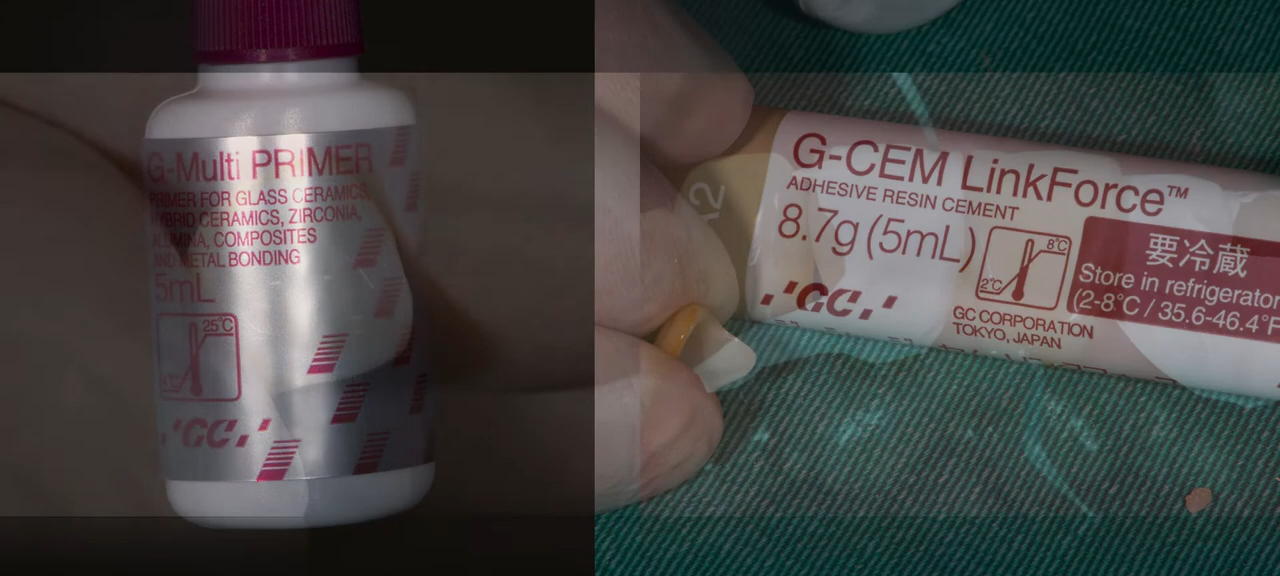 G-Multi PRIMER
PRIMER FOR GLASS CERAMICS,
HYBRID CERAMICS, ZIRCONIA,
ALUMINA, COMPOSITES
AND METAL BONDING
5mL
25°C
4°C
GC
G-CEM LinkForce™
ADHESIVE RESIN CEMENT
8.7g (5mL)
8°C
2°C
要冷蔵
Store in refrigerator
(2-8°C / 35.6-46.4°F
GC
GC CORPORATION
TOKYO, JAPAN